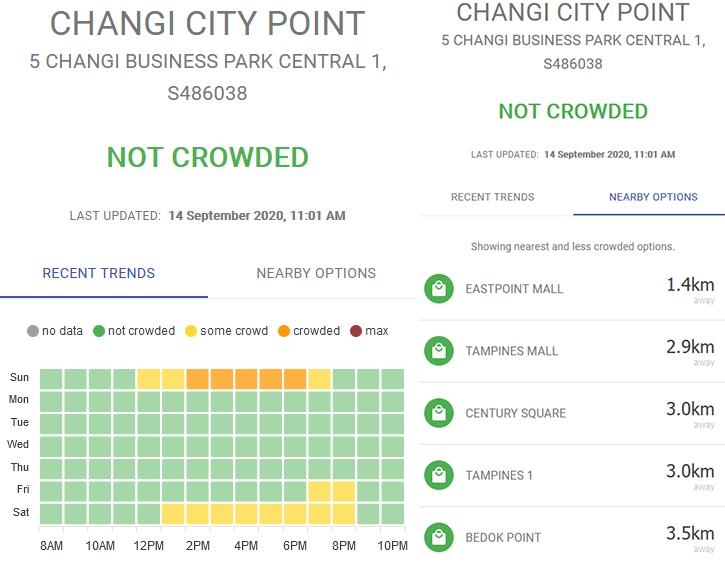 CHANGI CITY POINT
5 CHANGI BUSINESS PARK CENTRAL 1,
S486038
NOT CROWDED
LAST UPDATED: 14 September 2020, 11:01 AM
RECENT TRENDS
NEARBY OPTIONS
no data
not crowded
some crowd
crowded
max
Sun
Mon
Tue
Wed
Thu
Fri
Sat
8AM
10AM
12PM
2PM
4PM
6PM
8PM
10PM
CHANGI CITY POINT
5 CHANGI BUSINESS PARK CENTRAL 1,
S486038
NOT CROWDED
LAST UPDATED: 14 September 2020, 11:01 AM
RECENT TRENDS
NEARBY OPTIONS
Showing nearest and less crowded options.
EASTPOINT MALL
1.4km
away
TAMPINES MALL
2.9km
away
CENTURY SQUARE
3.0km
away
TAMPINES 1
3.0km
away
BEDOK POINT
3.5km
away